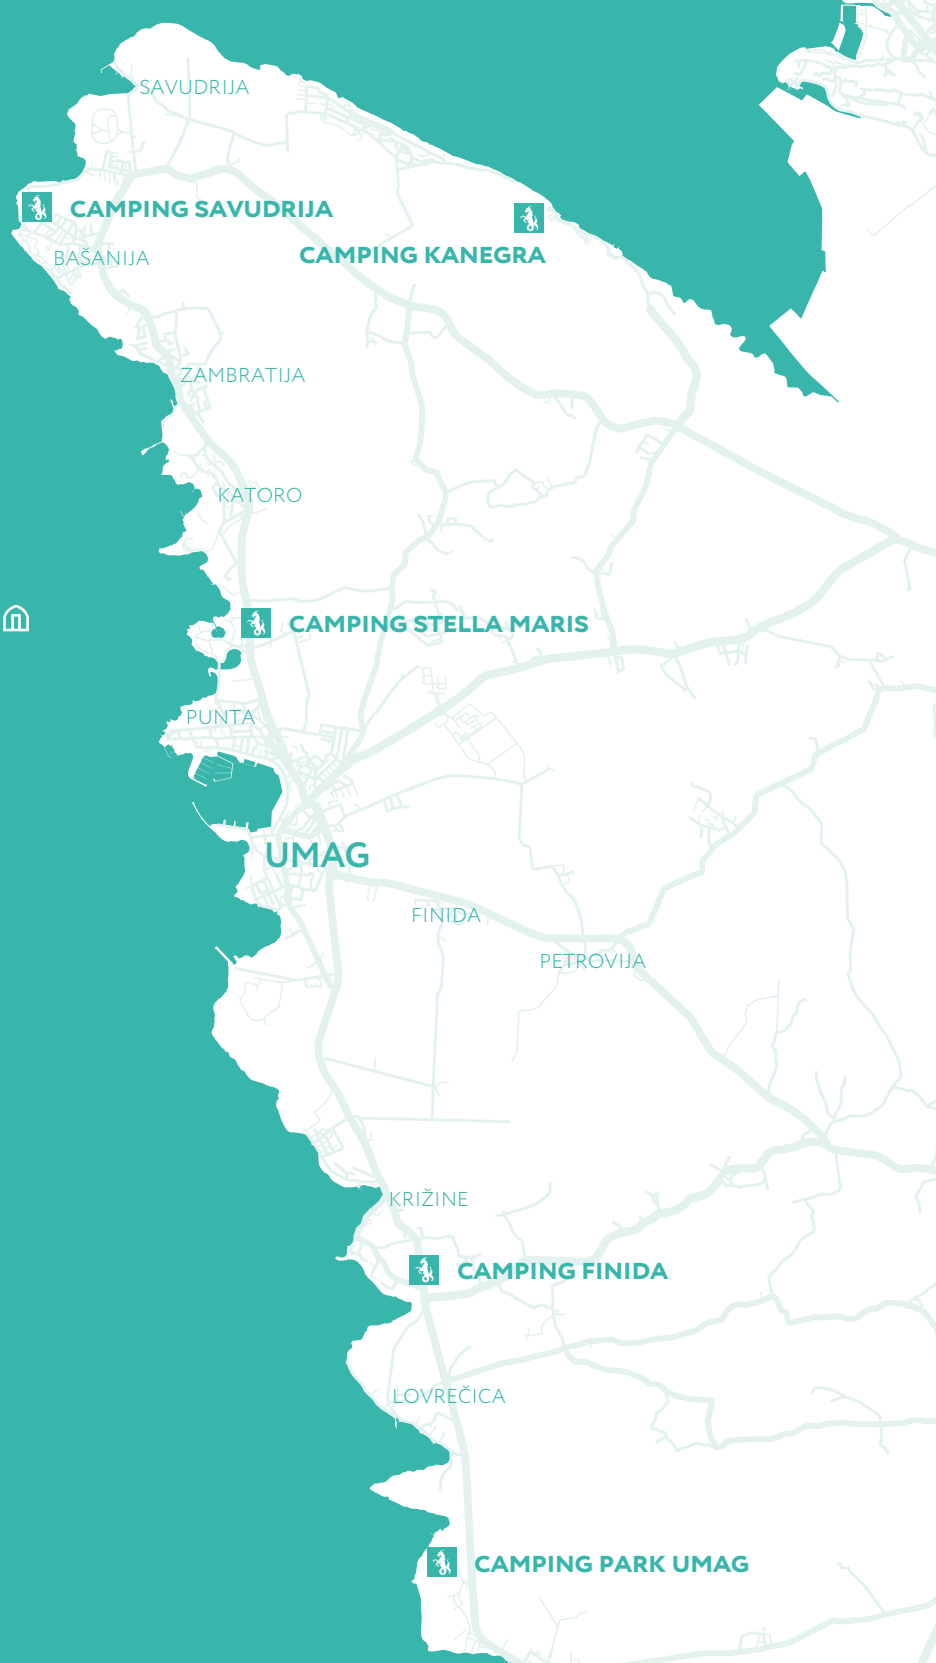 SAVUDRIJA
CAMPING SAVUDRIJA
CAMPING KANEGRA
BAŠANIJA
ZAMBRATIJA
KATORO
CAMPING STELLA MARIS
PUNTA
UMAG
FINIDA
PETROVIJA
KRIŽINE
CAMPING FINIDA
LOVREČICA
CAMPING PARK UMAG